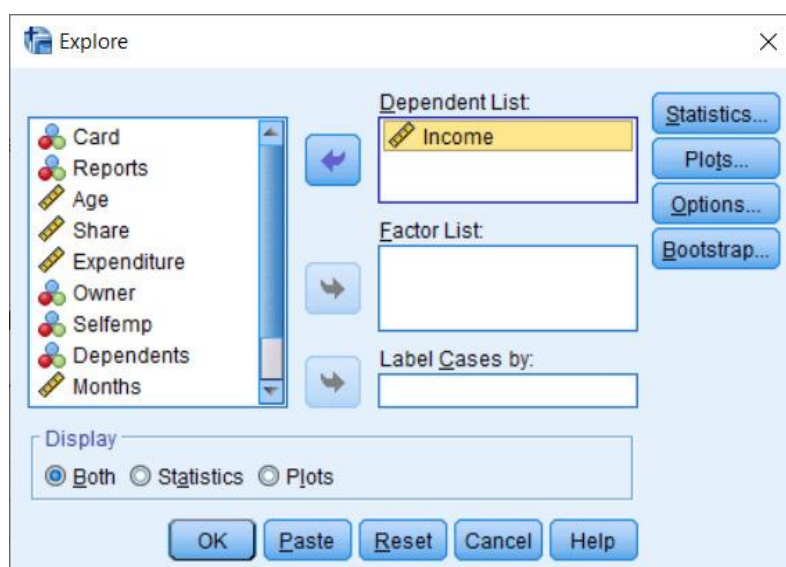 Explore
Card
Reports
Age
Share
Expenditure
Owner
Selfemp
Dependents
Months
Dependent List:
Income
Factor List:
Label Cases by:
Statistics...
Plots...
Options...
Bootstrap...
Display
Both Statistics Plots
OK Paste Reset Cancel Help